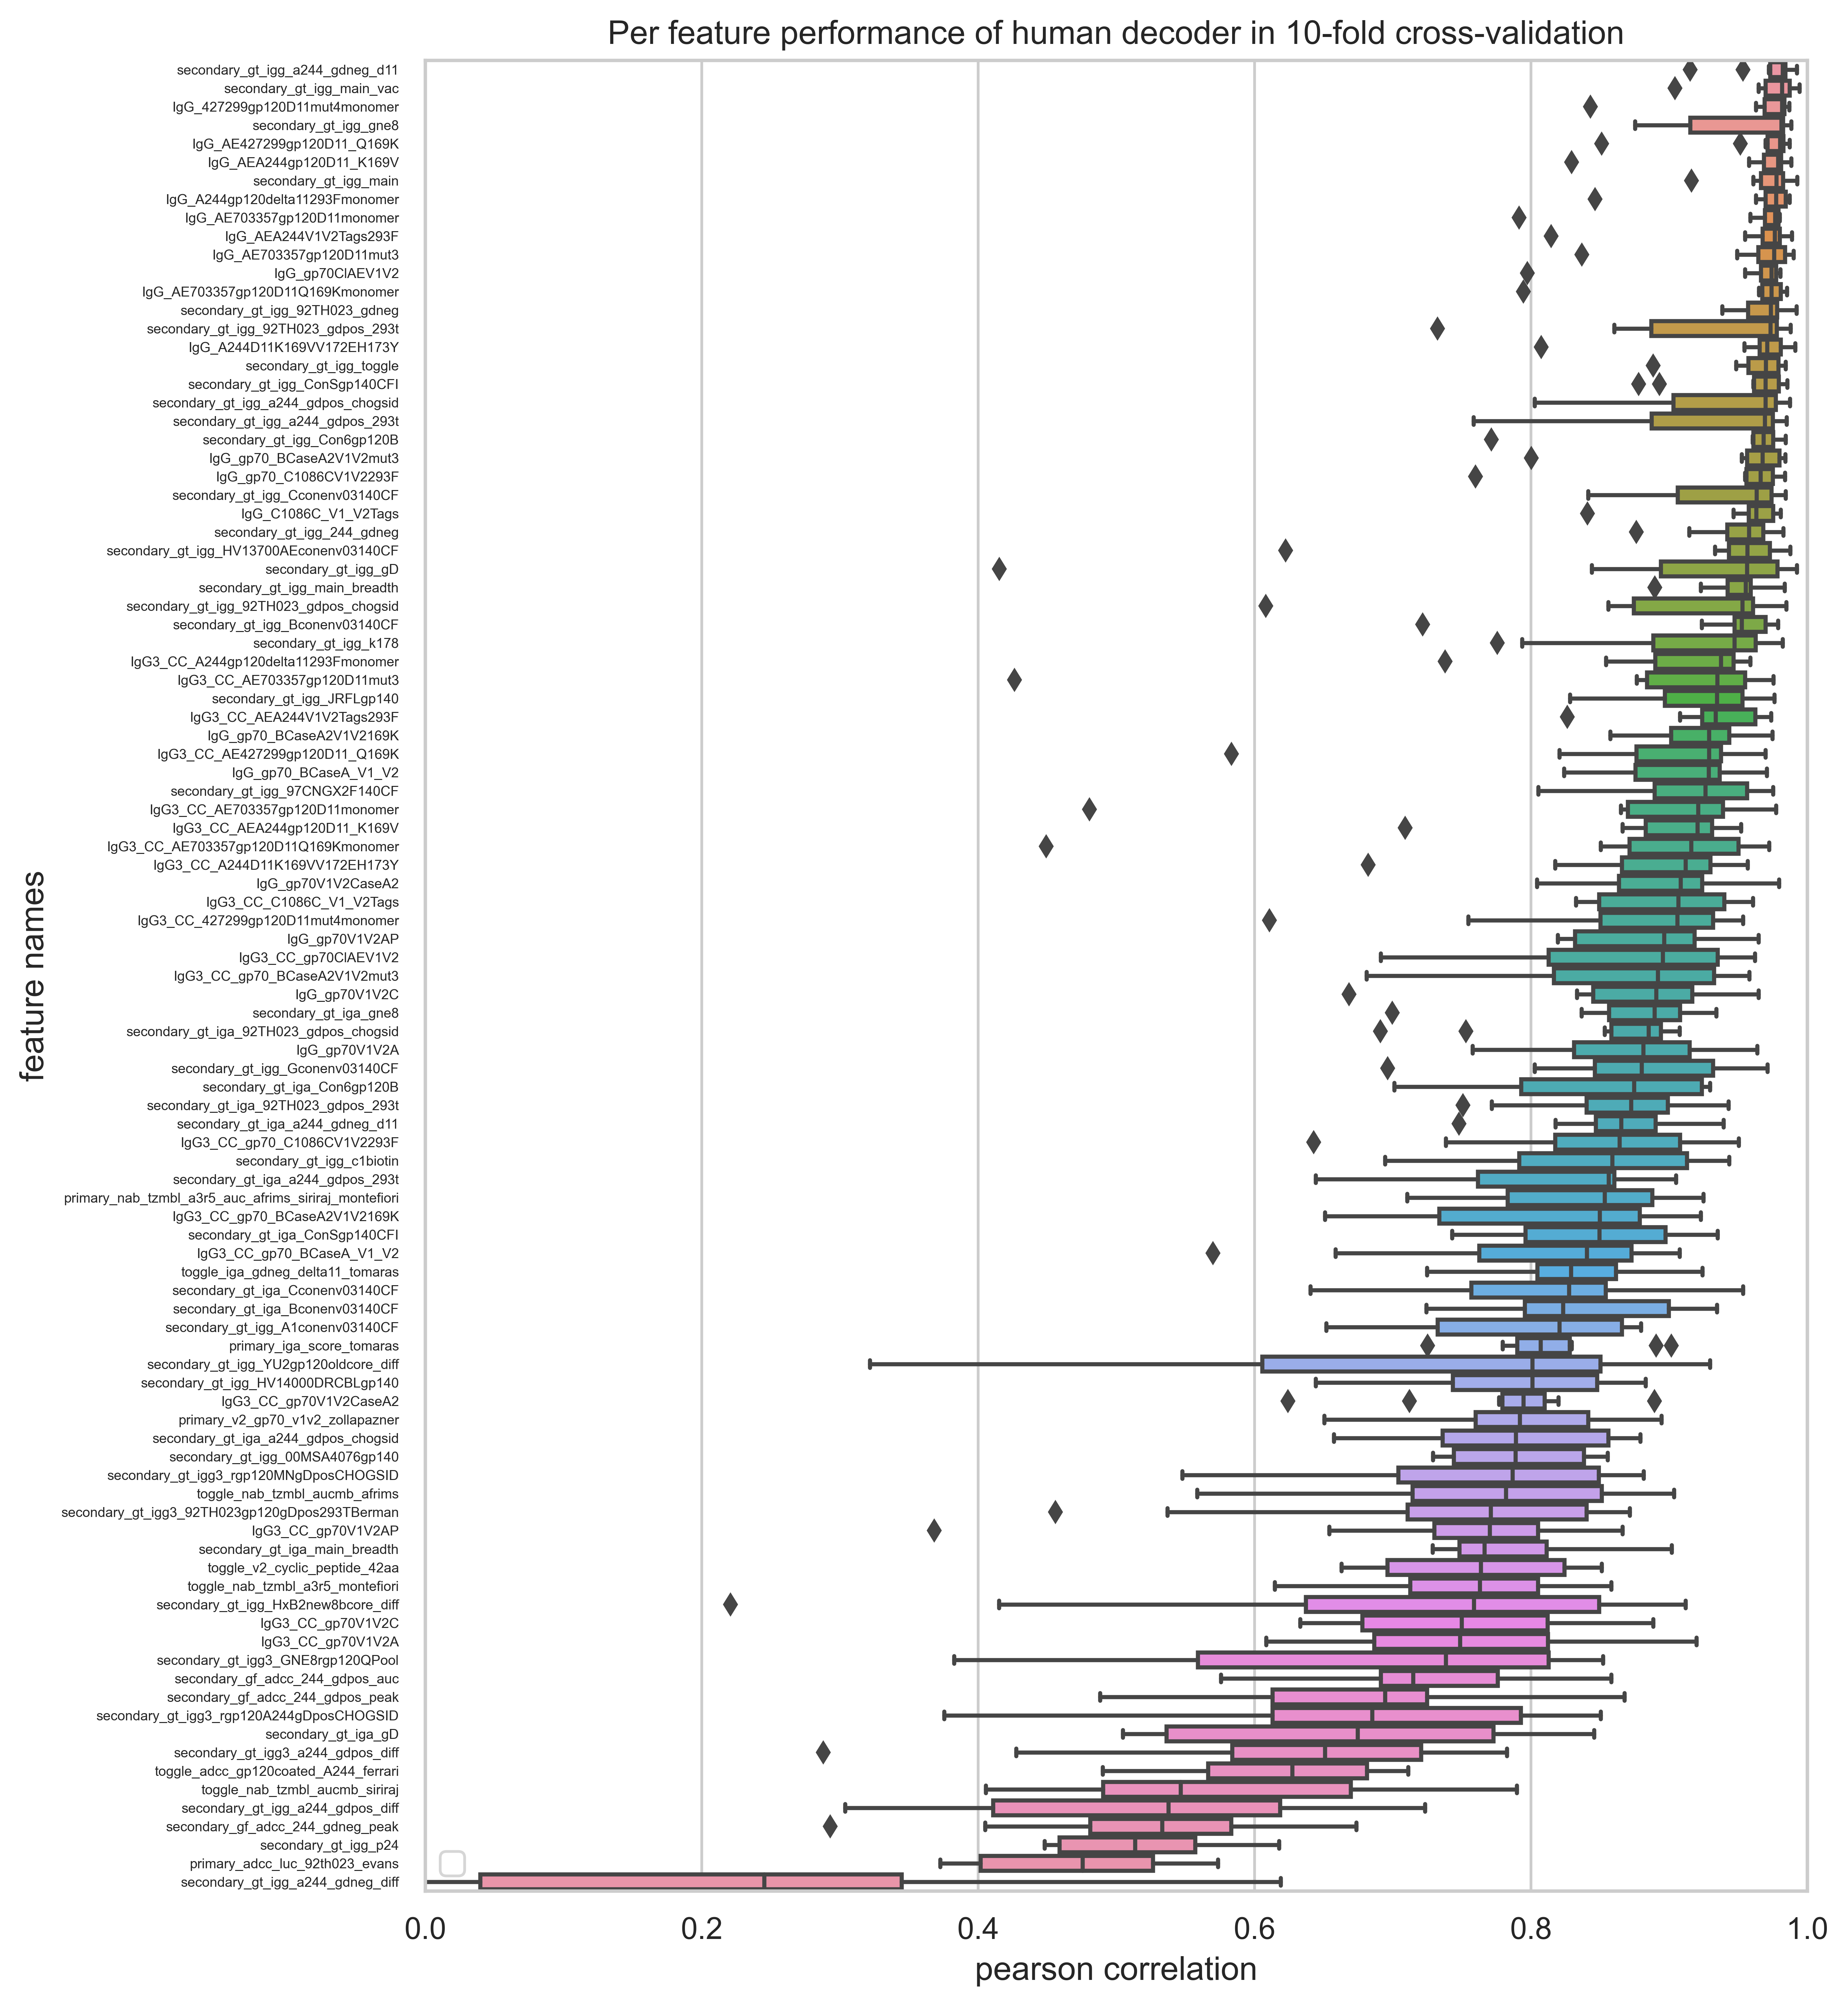 Per feature performance of human decoder in 10-fold cross-validation
secondary_gt_igg_a244_gdneg_d11
secondary_gt_igg_main_vac
IgG_427299gp120D11mut4monomer
secondary_gt_igg_gne8
IgG_AE427299gp120D11_Q169K
IgG_AEA244gp120D11_K169V
secondary_gt_igg_main
IgG_A244gp120delta11293Fmonomer
IgG_AE703357gp120D11monomer
IgG_AEA244V1V2Tags293F
IgG_AE703357gp120D11mut3
IgG_gp70ClAEV1V2
IgG_AE703357gp120D11Q169Kmonomer
secondary_gt_igg_92TH023_gdneg
secondary_gt_igg_92TH023_gdpos_293t
IgG_A244D11K169VV172EH173Y
secondary_gt_igg_toggle
secondary_gt_igg_ConSgp140CFI
secondary_gt_igg_a244_gdpos_chogsid
secondary_gt_igg_a244_gdpos_293t
secondary_gt_igg_Con6gp120B
IgG_gp70_BCaseA2V1V2mut3
IgG_gp70_C1086CV1V2293F
secondary_gt_igg_Cconenv03140CF
IgG_C1086C_V1_V2Tags
secondary_gt_igg_244_gdneg
secondary_gt_igg_HV13700AEconenv03140CF
secondary_gt_igg_gD
secondary_gt_igg_main_breadth
secondary_gt_igg_92TH023_gdpos_chogsid
secondary_gt_igg_Bconenv03140CF
secondary_gt_igg_k178
IgG3_CC_A244gp120delta11293Fmonomer
IgG3_CC_AE703357gp120D11mut3
secondary_gt_igg_JRFLgp140
IgG3_CC_AEA244V1V2Tags293F
IgG_gp70_BCaseA2V1V2169K
IgG3_CC_AE427299gp120D11_Q169K
IgG_gp70_BCaseA_V1_V2
secondary_gt_igg_97CNGX2F140CF
IgG3_CC_AE703357gp120D11monomer
IgG3_CC_AEA244gp120D11_K169V
IgG3_CC_AE703357gp120D11Q169Kmonomer
IgG3_CC_A244D11K169VV172EH173Y
IgG_gp70V1V2CaseA2
IgG3_CC_C1086C_V1_V2Tags
IgG3_CC_427299gp120D11mut4monomer
IgG_gp70V1V2AP
IgG3_CC_gp70ClAEV1V2
IgG3_CC_gp70_BCaseA2V1V2mut3
IgG_gp70V1V2C
secondary_gt_iga_gne8
secondary_gt_iga_92TH023_gdpos_chogsid
IgG_gp70V1V2A
secondary_gt_igg_Gconenv03140CF
secondary_gt_iga_Con6gp120B
secondary_gt_iga_92TH023_gdpos_293t
secondary_gt_iga_a244_gdneg_d11
IgG3_CC_gp70_C1086CV1V2293F
secondary_gt_igg_c1biotin
secondary_gt_iga_a244_gdpos_293t
primary_nab_tzmbl_a3r5_auc_afrims_siriraj_montefiori
IgG3_CC_gp70_BCaseA2V1V2169K
secondary_gt_iga_ConSgp140CFI
IgG3_CC_gp70_BCaseA_V1_V2
toggle_iga_gdneg_delta11_tomaras
secondary_gt_iga_Cconenv03140CF
secondary_gt_iga_Bconenv03140CF
secondary_gt_igg_A1conenv03140CF
primary_iga_score_tomaras
secondary_gt_igg_YU2gp120oldcore_diff
secondary_gt_igg_HV14000DRCBLgp140
IgG3_CC_gp70V1V2CaseA2
primary_v2_gp70_v1v2_zollapazner
secondary_gt_iga_a244_gdpos_chogsid
secondary_gt_igg_00MSA4076gp140
secondary_gt_igg3_rgp120MNgDposCHOGSID
toggle_nab_tzmbl_aucmb_afrims
secondary_gt_igg3_92TH023gp120gDpos293TBerman
IgG3_CC_gp70V1V2AP
secondary_gt_iga_main_breadth
toggle_v2_cyclic_peptide_42aa
toggle_nab_tzmbl_a3r5_montefiori
secondary_gt_igg_HxB2new8bcore_diff
IgG3_CC_gp70V1V2C
IgG3_CC_gp70V1V2A
secondary_gt_igg3_GNE8rgp120QPool
secondary_gf_adcc_244_gdpos_auc
secondary_gf_adcc_244_gdpos_peak
secondary_gt_igg3_rgp120A244gDposCHOGSID
secondary_gt_iga_gD
secondary_gt_igg3_a244_gdpos_diff
toggle_adcc_gp120coated_A244_ferrari
toggle_nab_tzmbl_aucmb_siriraj
secondary_gt_igg_a244_gdpos_diff
secondary_gf_adcc_244_gdneg_peak
secondary_gt_igg_p24
primary_adcc_luc_92th023_evans
secondary_gt_igg_a244_gdneg_diff
feature names
0.0 0.2 0.4 0.6 0.8 1.0
pearson correlation